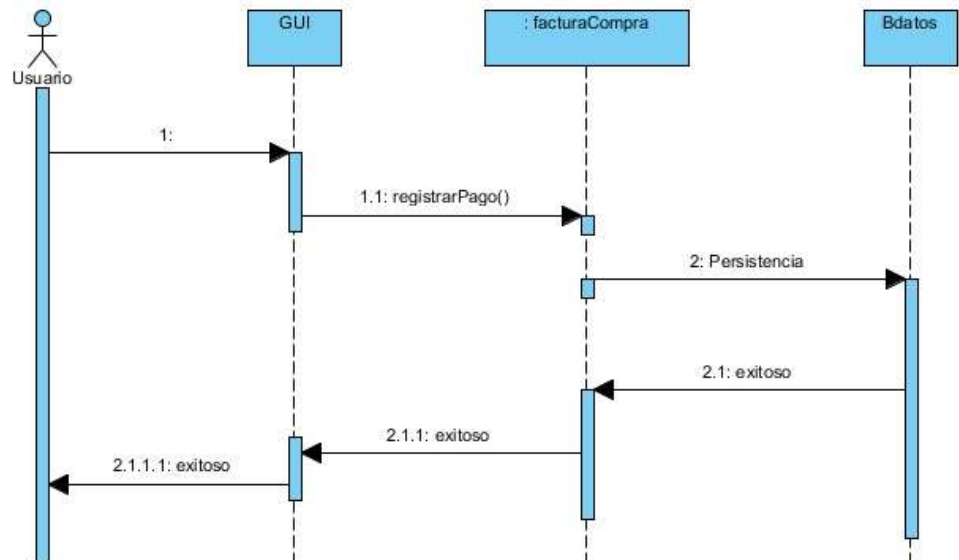 GUI
: facturaCompra
Bdatos
Usuario
1:
1.1: registrarPago()
2: Persistencia
2.1: exitoso
2.1.1: exitoso
2.1.1.1: exitoso